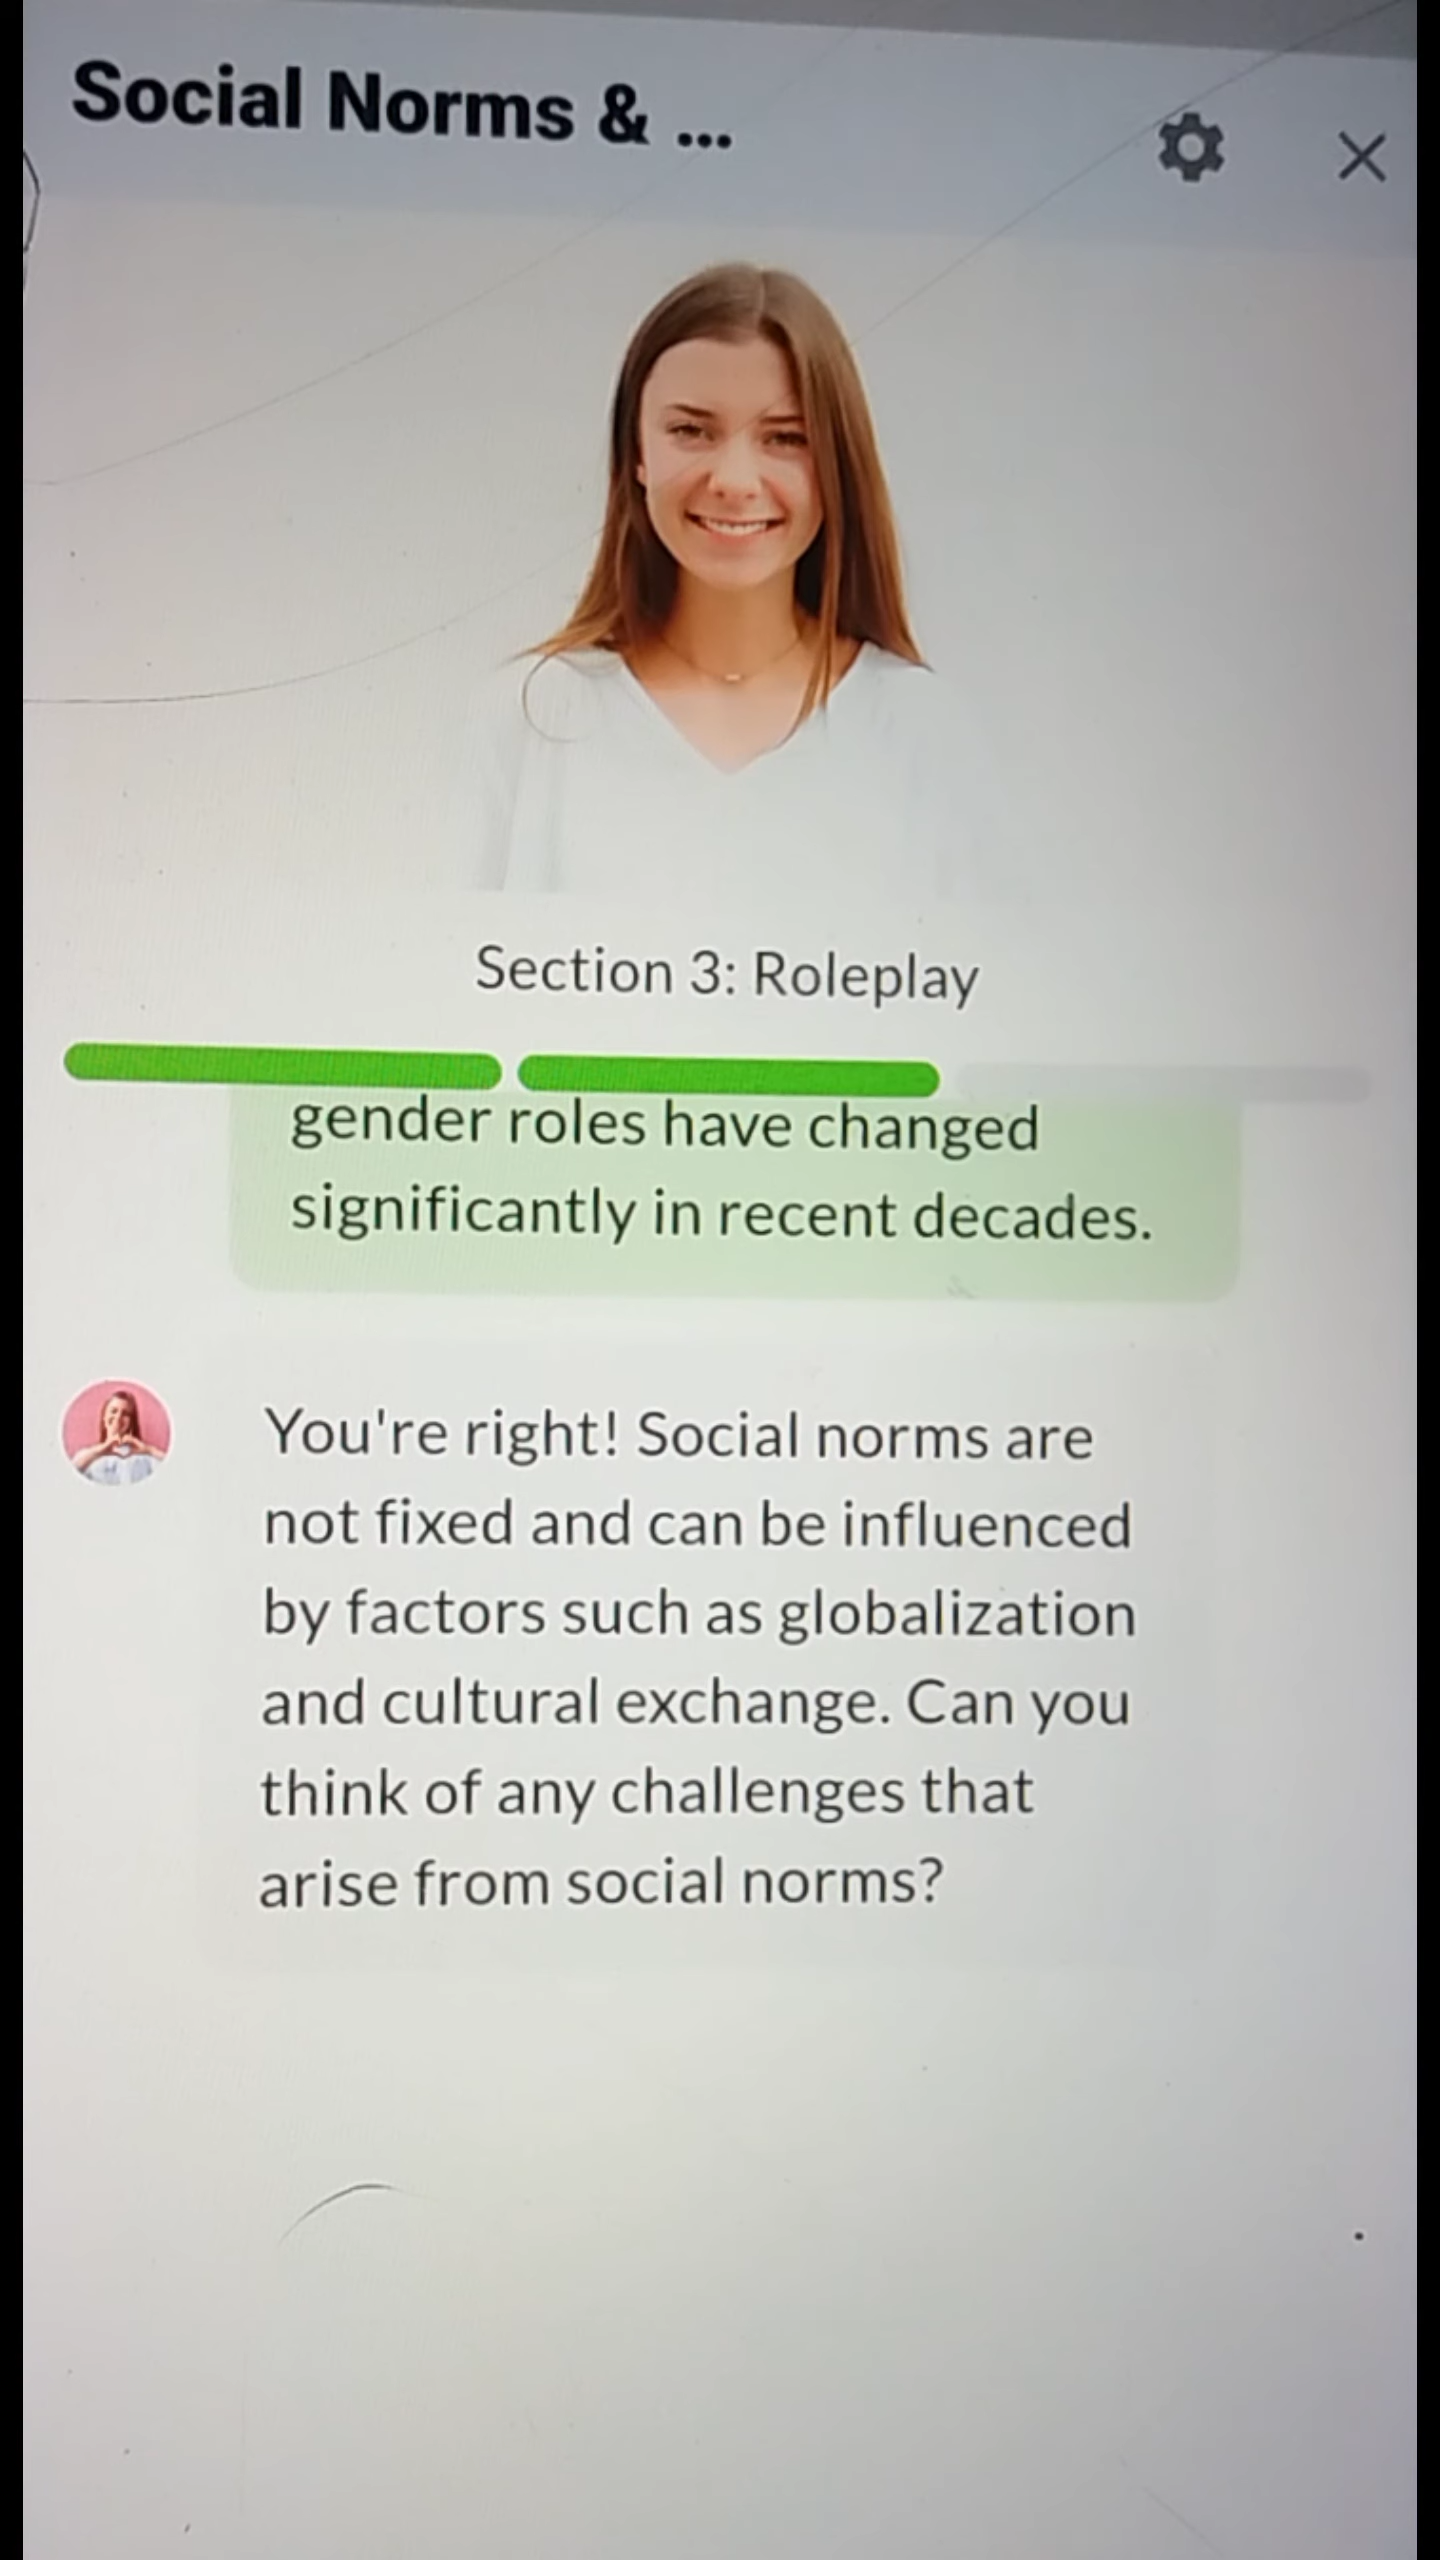 Social Norms & ...
Section 3: Roleplay
gender roles have changed
significantly in recent decades.
You're right! Social norms are
not fixed and can be influenced
by factors such as globalization
and cultural exchange. Can you
think of any challenges that
arise from social norms?